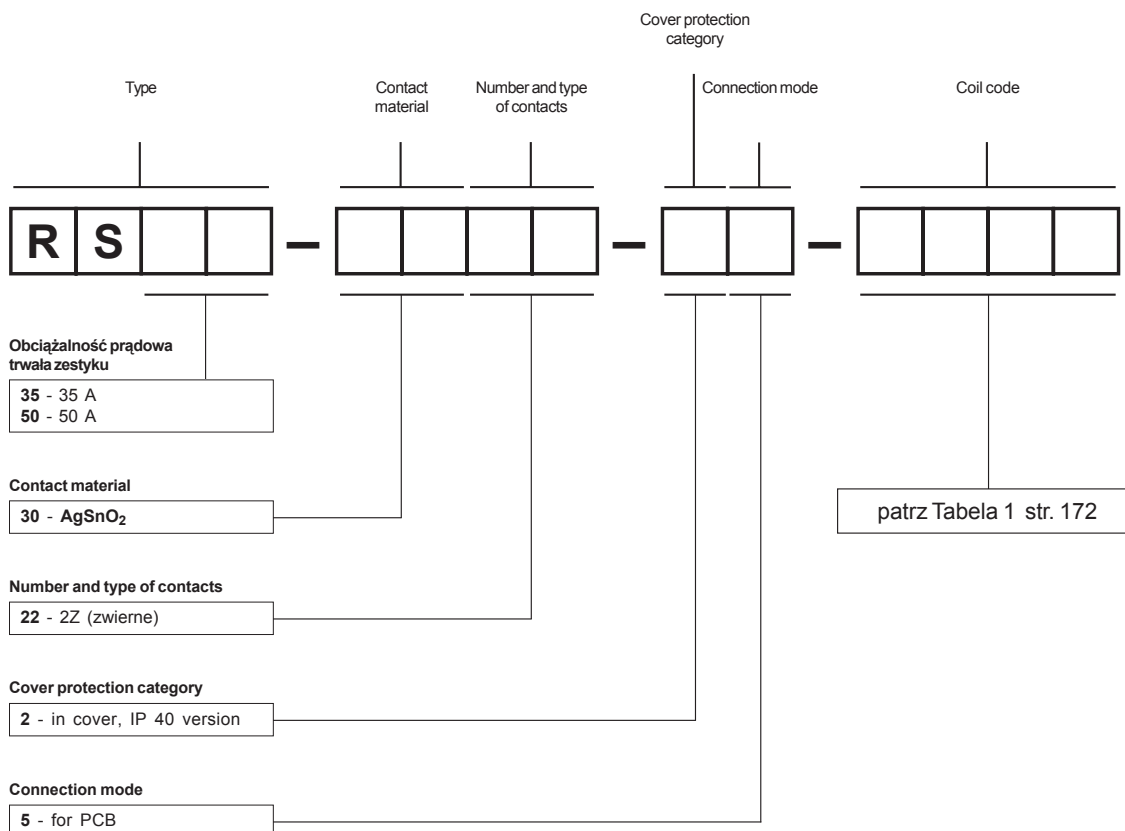 Cover protection
category
Type
Contact
material
Number and type
of contacts
Connection mode
Coil code
R S – – –
Obciążalność prądowa
trwała zestyku
35 - 35 A
50 - 50 A
Contact material
30 - AgSnO2
patrz Tabela 1 str. 172
Number and type of contacts
22 - 2Z (zwierne)
Cover protection category
2 - in cover, IP 40 version
Connection mode
5 - for PCB